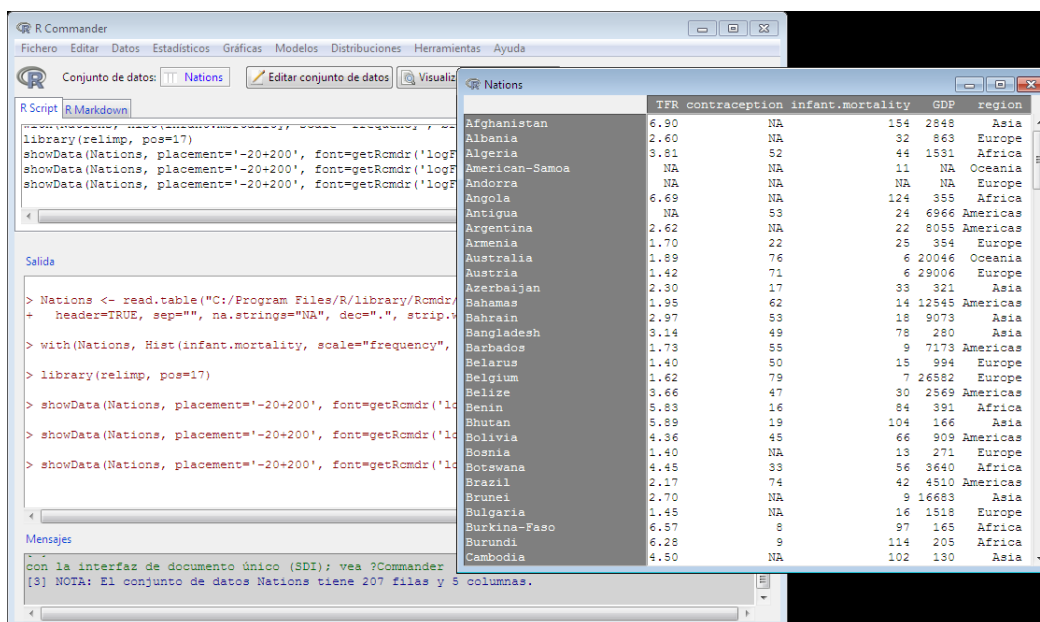 R Commander
Fichero Editar Datos Estadísticos Gráficas Modelos Distribuciones Herramientas Ayuda
R Conjunto de datos: Nations Editar conjunto de datos Visualiz
R Script R Markdown
library(relimp, pos=17)
showData(Nations, placement='-20+200', font=getRcmdr('logF
showData(Nations, placement='-20+200', font=getRcmdr('logF
showData(Nations, placement='-20+200', font=getRcmdr('logF
Salida
> Nations <- read.table("C:/Program Files/R/library/Rcmdr/
+ header=TRUE, sep="", na.strings="NA", dec=".", strip.w
> with(Nations, Hist(infant.mortality, scale="frequency",
> library(relimp, pos=17)
> showData(Nations, placement='-20+200', font=getRcmdr('lo
> showData(Nations, placement='-20+200', font=getRcmdr('lo
> showData(Nations, placement='-20+200', font=getRcmdr('lo
Mensajes
con la interfaz de documento único (SDI); vea ?Commander
[3] NOTA: El conjunto de datos Nations tiene 207 filas y 5 columnas.
Nations
TFR contraception infant.mortality GDP region
Afghanistan 6.90 NA 154 2848 Asia
Albania 2.60 NA 32 863 Europe
Algeria 3.81 52 44 1531 Africa
American-Samoa NA NA 11 NA Oceania
Andorra NA NA NA NA Europe
Angola 6.69 NA 124 355 Africa
Antigua NA 53 24 6966 Americas
Argentina 2.62 NA 22 8055 Americas
Armenia 1.70 22 25 354 Europe
Australia 1.89 76 6 20046 Oceania
Austria 1.42 71 6 29006 Europe
Azerbaijan 2.30 17 33 321 Asia
Bahamas 1.95 62 14 12545 Americas
Bahrain 2.97 53 18 9073 Asia
Bangladesh 3.14 49 78 280 Asia
Barbados 1.73 55 9 7173 Americas
Belarus 1.40 50 15 994 Europe
Belgium 1.62 79 7 26582 Europe
Belize 3.66 47 30 2569 Americas
Benin 5.83 16 84 391 Africa
Bhutan 5.89 19 104 166 Asia
Bolivia 4.36 45 66 909 Americas
Bosnia 1.40 NA 13 271 Europe
Botswana 4.45 33 56 3640 Africa
Brazil 2.17 74 42 4510 Americas
Brunei 2.70 NA 9 16683 Asia
Bulgaria 1.45 NA 16 1518 Europe
Burkina-Faso 6.57 8 97 165 Africa
Burundi 6.28 9 114 205 Africa
Cambodia 4.50 NA 102 130 Asia